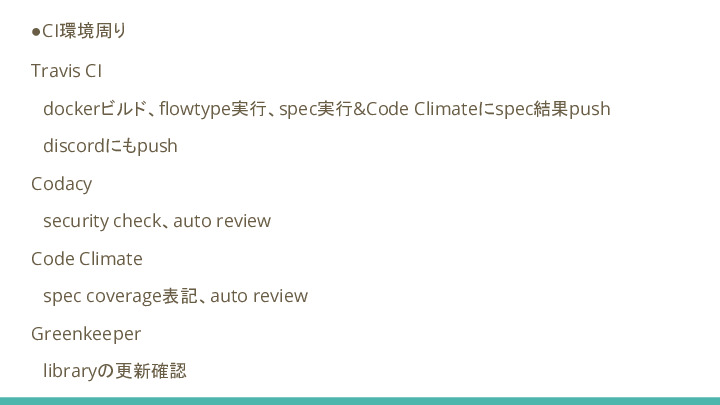 ●CI環境周り
Travis CI
dockerビルド、flowtype実行、spec実行&Code Climateにspec結果push
discordにもpush
Codacy
security check、auto review
Code Climate
spec coverage表記、auto review
Greenkeeper
libraryの更新確認